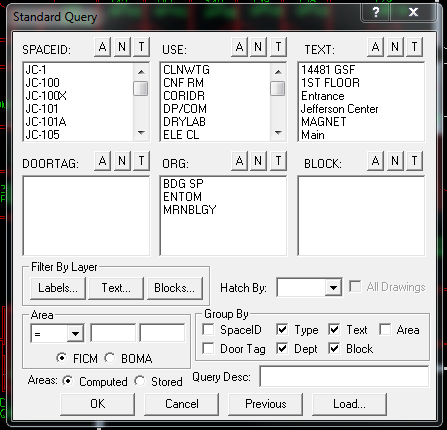 Standard Query
? X
SPACEID: A N T USE: A N T TEXT: A N T
JC-1
JC-100
JC-100X
JC-101
JC-101A
JC-105
CLNWTG
CNF RM
CORIDR
DP/COM
DRYLAB
ELE CL
14481 GSF
1ST FLOOR
Entrance
Jefferson Center
MAGNET
Main
DOORTAG: A N T ORG: A N T BLOCK: A N T
BDG SP
ENTOM
MRNBLGY
Filter By Layer
Labels... Text... Blocks... Hatch By: All Drawings
Area
=
FICM BOMA
Group By
SpaceID Type Text Area
Door Tag Dept Block
Areas: Computed Stored Query Desc:
OK Cancel Previous Load...